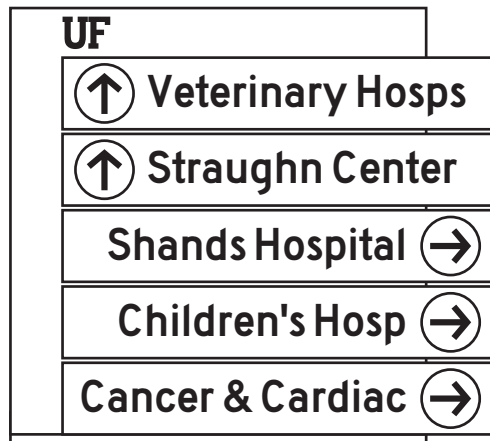 UF
Veterinary Hosps
Straughn Center
Shands Hospital
Children's Hosp
Cancer & Cardiac